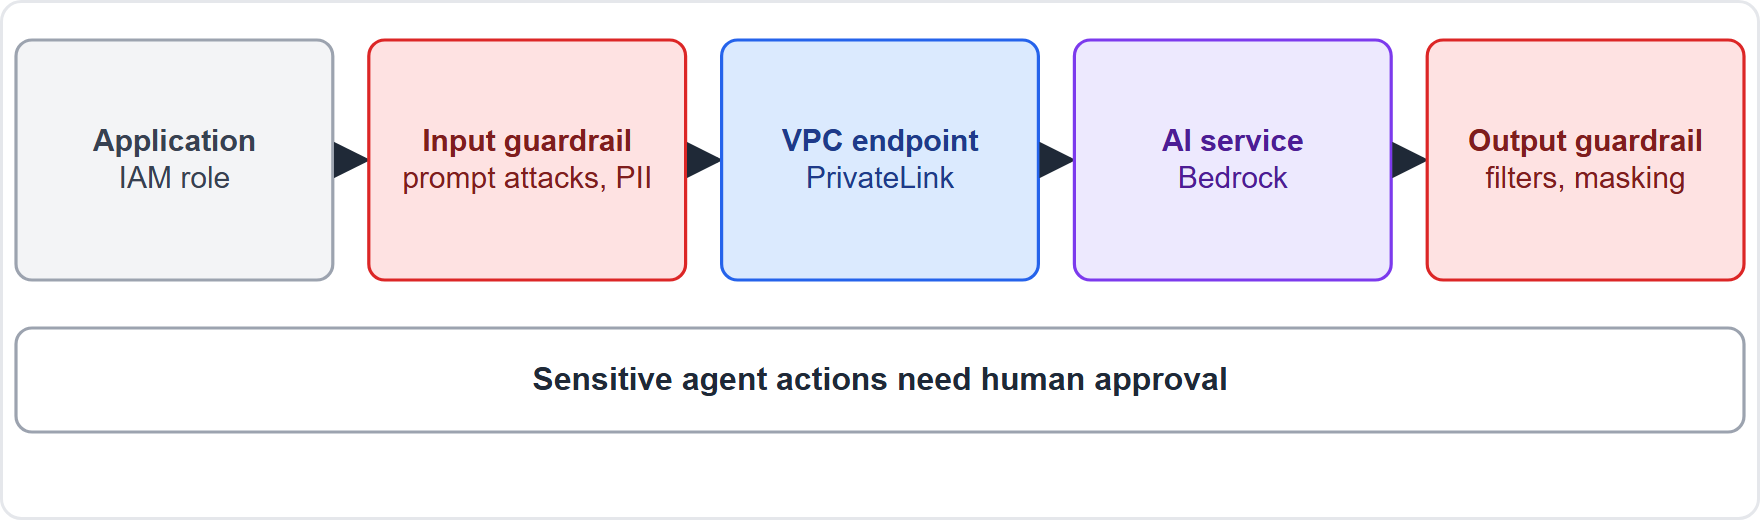 Application
IAM role
Input guardrail
prompt attacks, PII
VPC endpoint
PrivateLink
AI service
Bedrock
Output guardrail
filters, masking
Sensitive agent actions need human approval